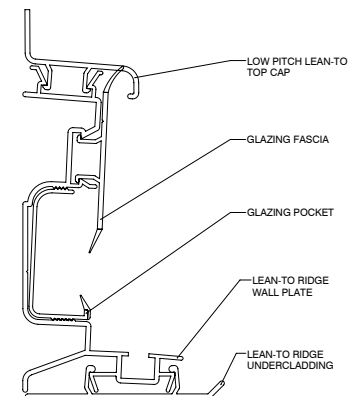 LOW PITCH LEAN-TO
TOP CAP
GLAZING FASCIA
GLAZING POCKET
LEAN-TO RIDGE
WALL PLATE
LEAN-TO RIDGE
UNDERCLADDING